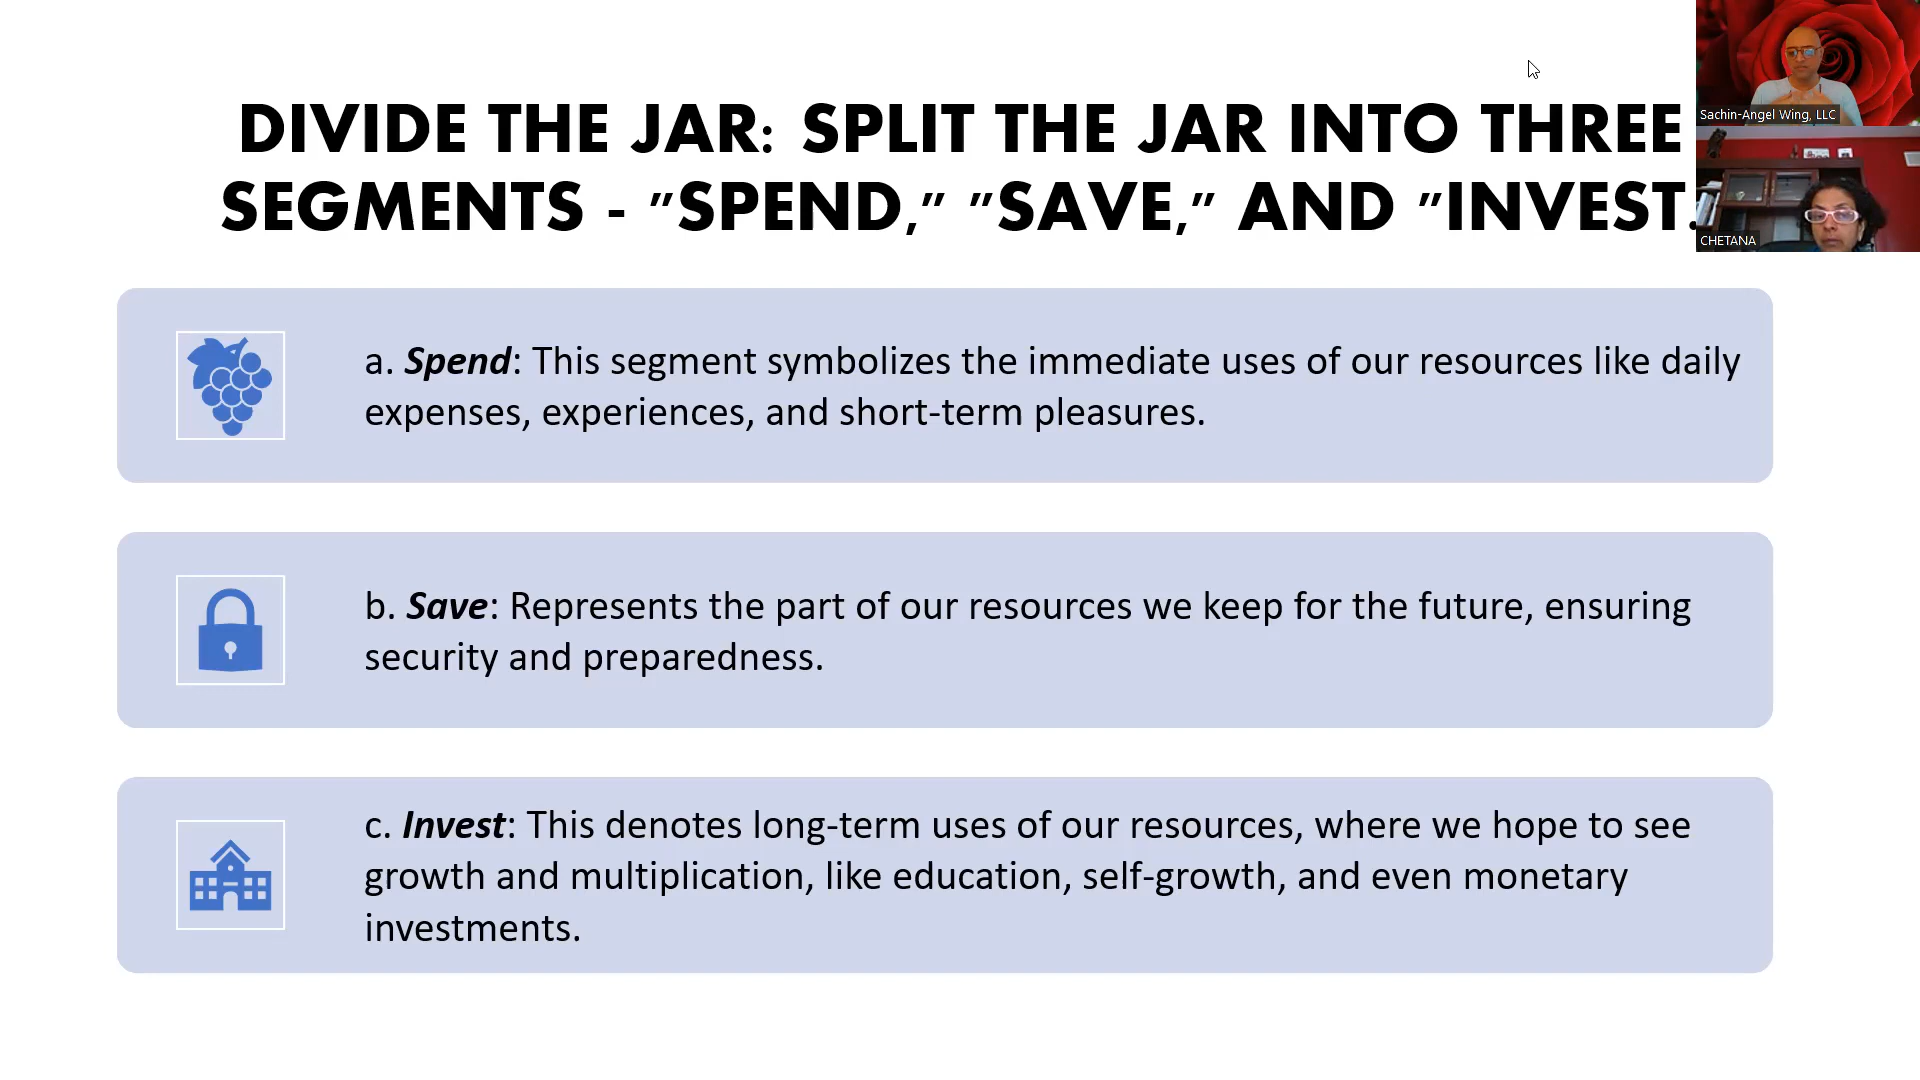 DIVIDE THE JAR: SPLIT THE JAR INTO THREE
SEGMENTS - "SPEND," "SAVE," AND "INVEST.
a. Spend: This segment symbolizes the immediate uses of our resources like daily
expenses, experiences, and short-term pleasures.
b. Save: Represents the part of our resources we keep for the future, ensuring
security and preparedness.
c. Invest: This denotes long-term uses of our resources, where we hope to see
growth and multiplication, like education, self-growth, and even monetary
investments.
Sachin-Angel Wing, LLC
CHETANA